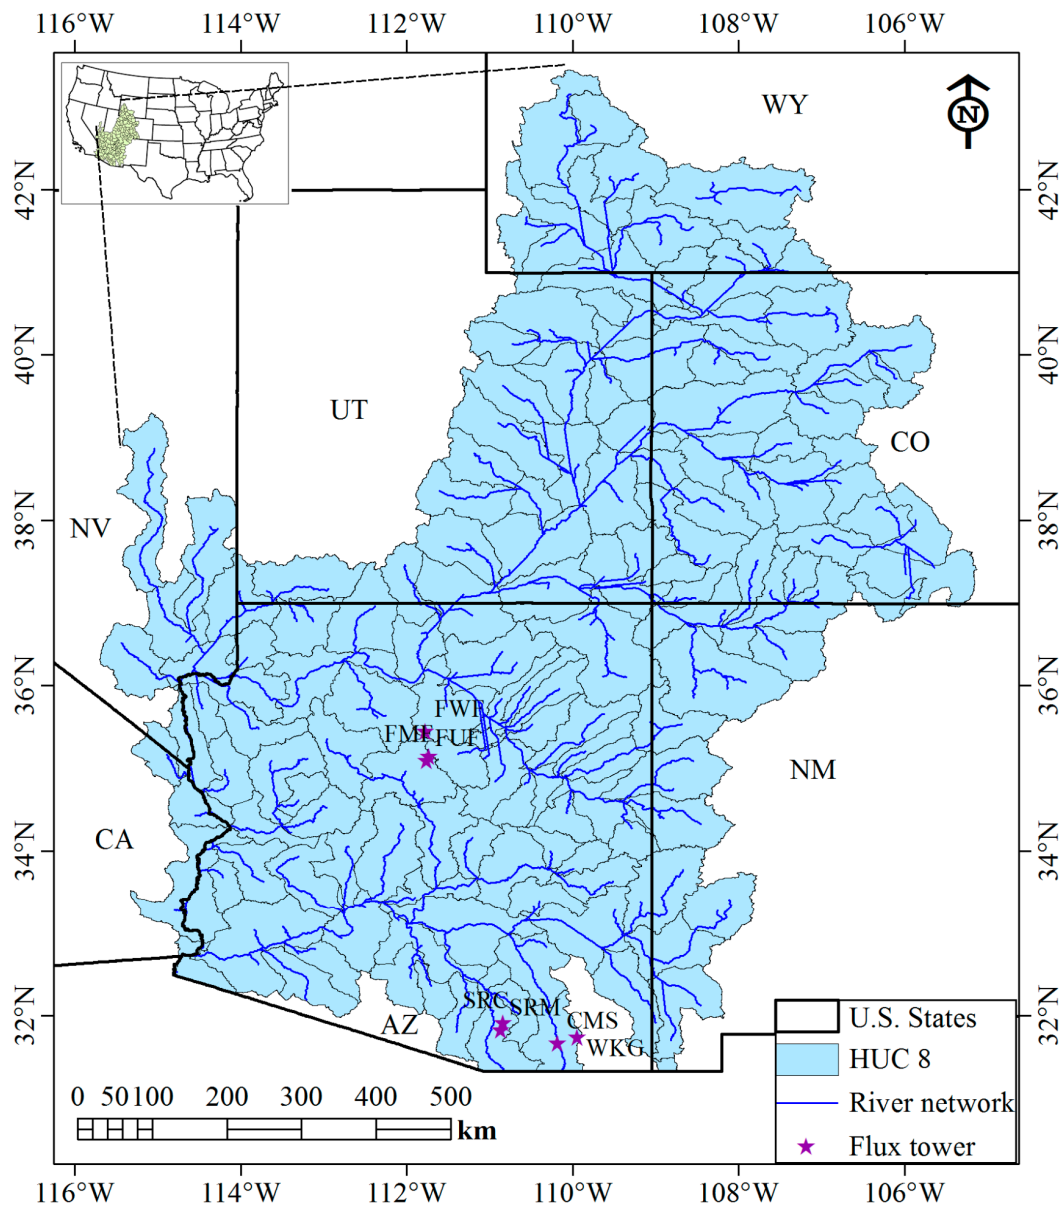 116°W 114°W 112°W 110°W 108°W 106°W
WY
N
42°N 42°N
40°N 40°N
UT
CO
NV
38°N 38°N
36°N 36°N
FWF
FMF FUF
NM
CA
34°N 34°N
SRC SRM
CMS
WKG
AZ
32°N 32°N
U.S. States
HUC 8
River network
Flux tower
0 50 100 200 300 400 500
km
116°W 114°W 112°W 110°W 108°W 106°W